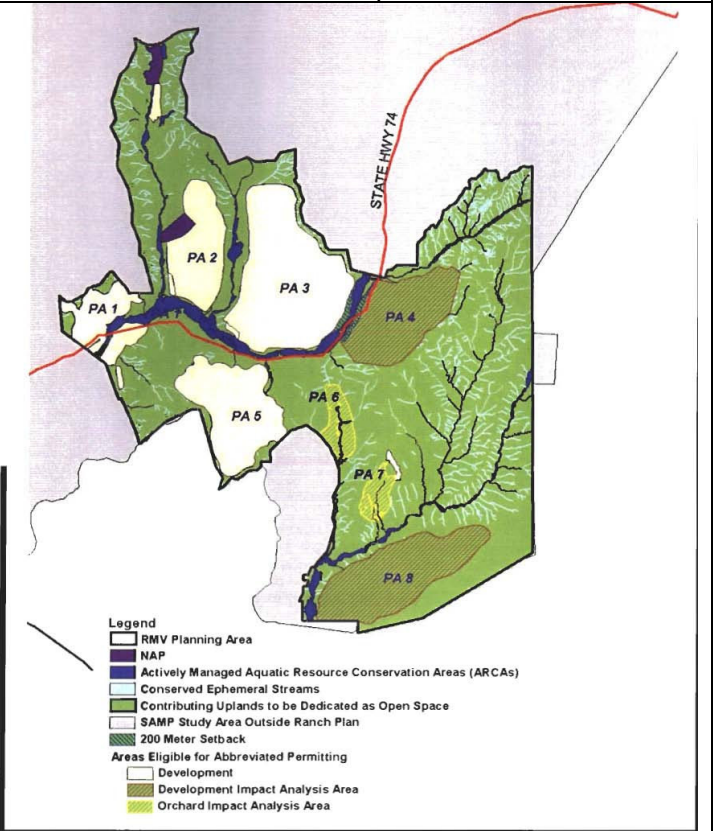 STATE HWY 74
PA 2
PA 3
PA 1
PA 4
PA 6
PA 5
PA 7
PA 8
Legend
RMV Planning Area
NAP
Actively Managed Aquatic Resource Conservation Areas (ARCAs)
Conserved Ephemeral Streams
Contributing Uplands to be Dedicated as Open Space
SAMP Study Area Outside Ranch Plan
200 Meter Setback
Areas Eligible for Abbreviated Permitting
Development
Development Impact Analysis Area
Orchard Impact Analysis Area